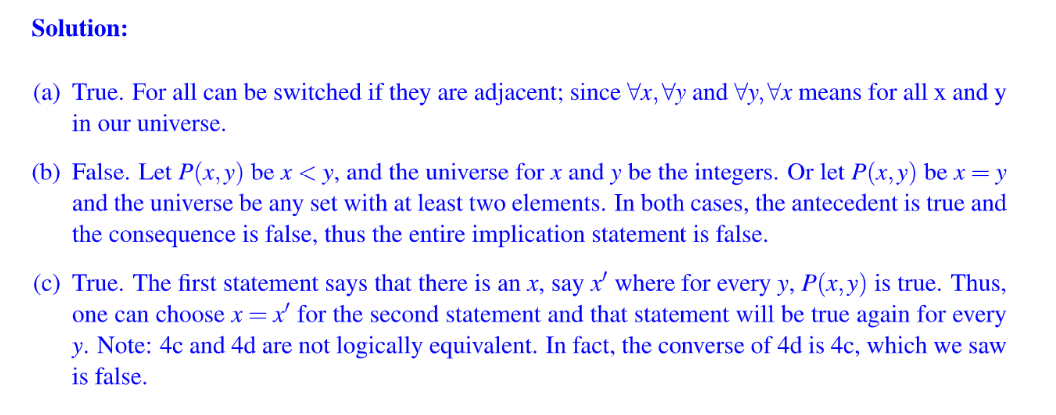 Solution:
(a) True. For all can be switched if they are adjacent; since ∀x,∀y and ∀y,∀x means for all x and y
in our universe.
(b) False. Let P(x,y) be x < y, and the universe for x and y be the integers. Or let P(x,y) be x = y
and the universe be any set with at least two elements. In both cases, the antecedent is true and
the consequence is false, thus the entire implication statement is false.
(c) True. The first statement says that there is an x, say x′ where for every y, P(x,y) is true. Thus,
one can choose x = x′ for the second statement and that statement will be true again for every
y. Note: 4c and 4d are not logically equivalent. In fact, the converse of 4d is 4c, which we saw
is false.